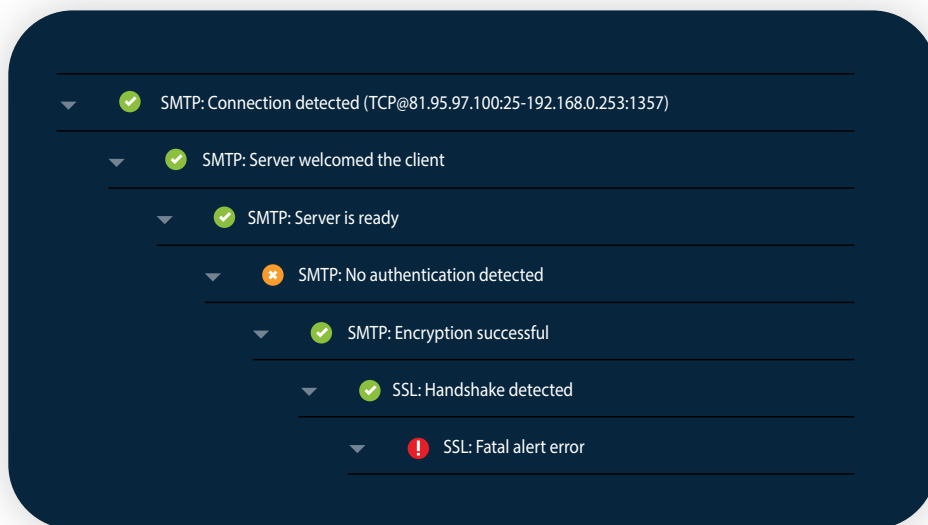 SMTP: Connection detected (TCP@81.95.97.100:25-192.168.0.253:1357)
SMTP: Server welcomed the client
SMTP: Server is ready
SMTP: No authentication detected
SMTP: Encryption successful
SSL: Handshake detected
SSL: Fatal alert error